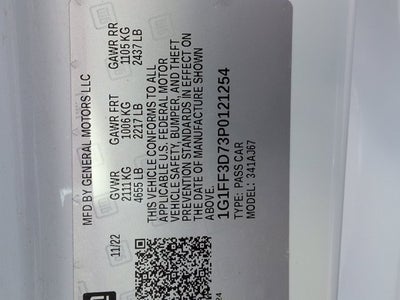 MFD BY GENERAL MOTORS LLC
11/22 GVWR GAWR FRT GAWR RR
2111 KG 1006 KG 1105 KG
4655 LB 2217 LB 2437 LB
THIS VEHICLE CONFORMS TO ALL
APPLICABLE U.S. FEDERAL MOTOR
VEHICLE SAFETY, BUMPER, AND THEFT
PREVENTION STANDARDS IN EFFECT ON
THE DATE OF MANUFACTURE SHOWN
ABOVE.
1G1FF3D73P0121254
TYPE: PASS CAR
MODEL: 341AJ67